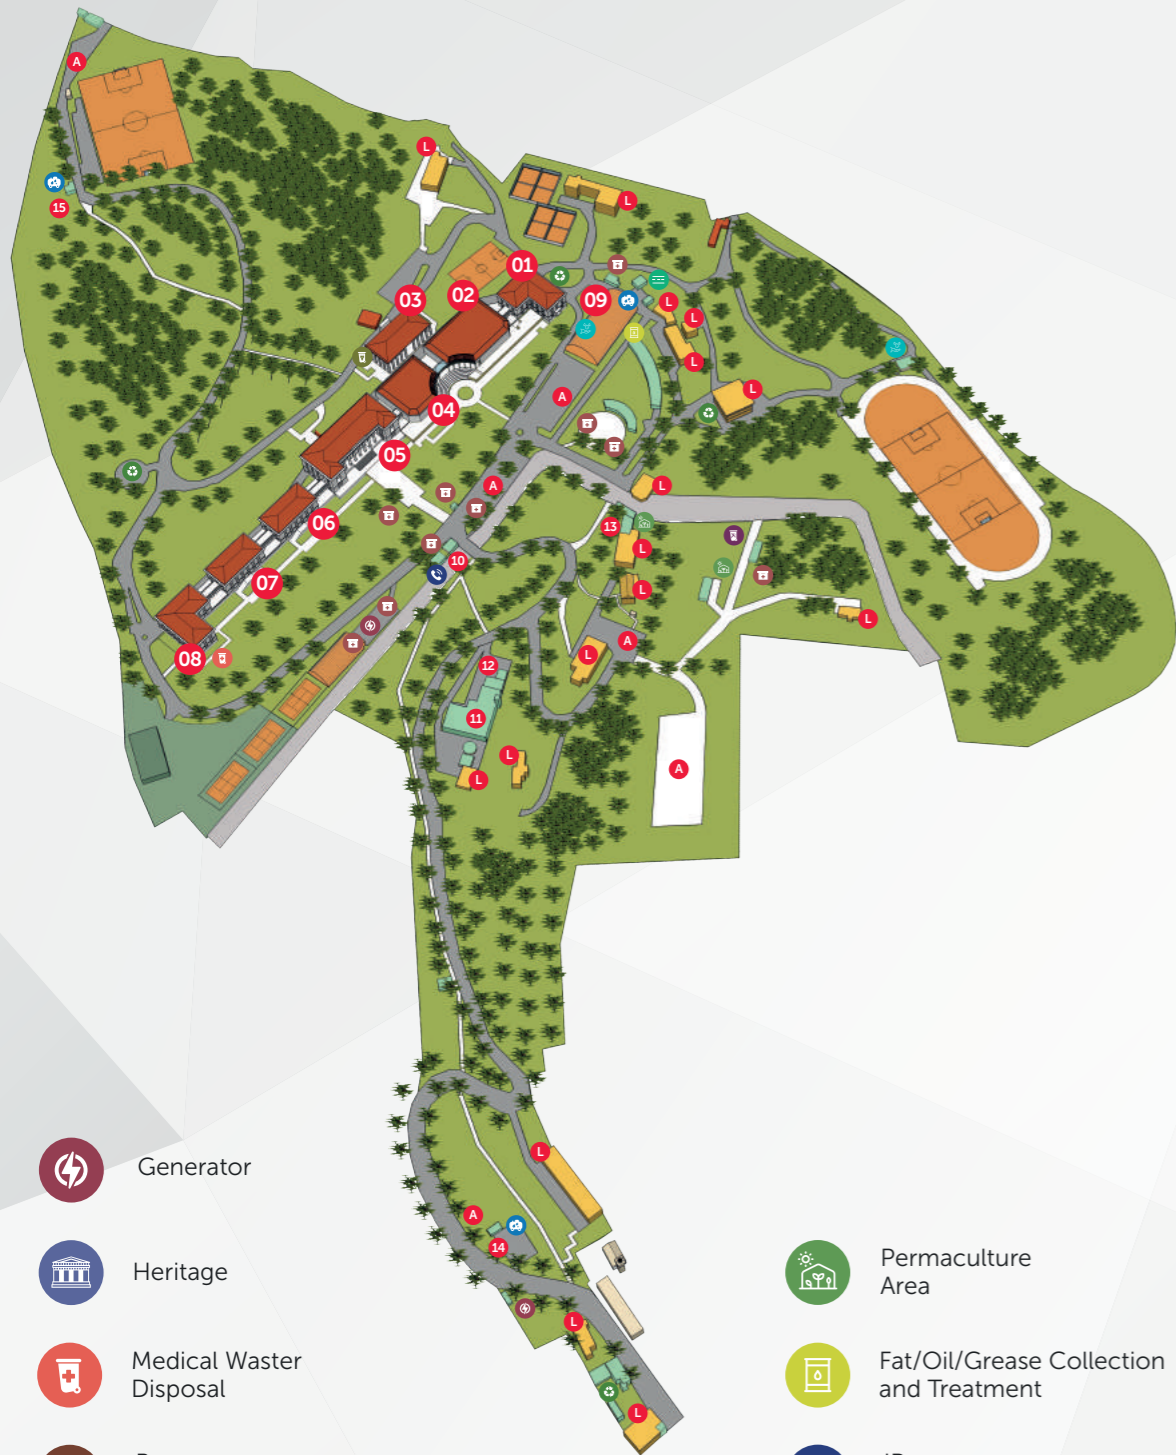 A
15
L
L
01
02
03
09
L
L
L
L
A
04
05
A
L
13
L
L
06
10
07
08
A
L
L
12
11
L
L
A
L
A
14
L
L
Generator
Heritage
Permaculture
Area
Medical Waster
Disposal
Fat/Oil/Grease Collection
and Treatment